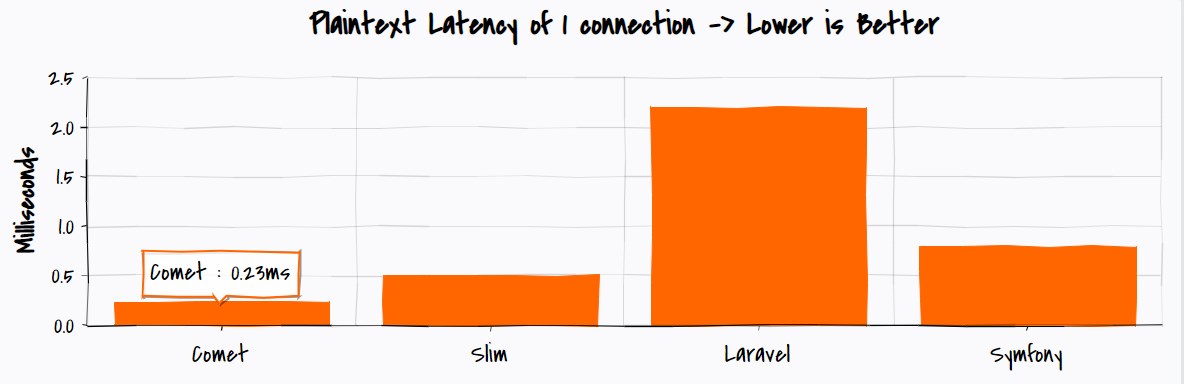 Plaintext Latency of 1 connection -> Lower is Better
2.5
2.0
1.5
1.0
0.5
0.0
Milliseconds
Comet : 0.23ms
Comet Slim Laravel Symfony